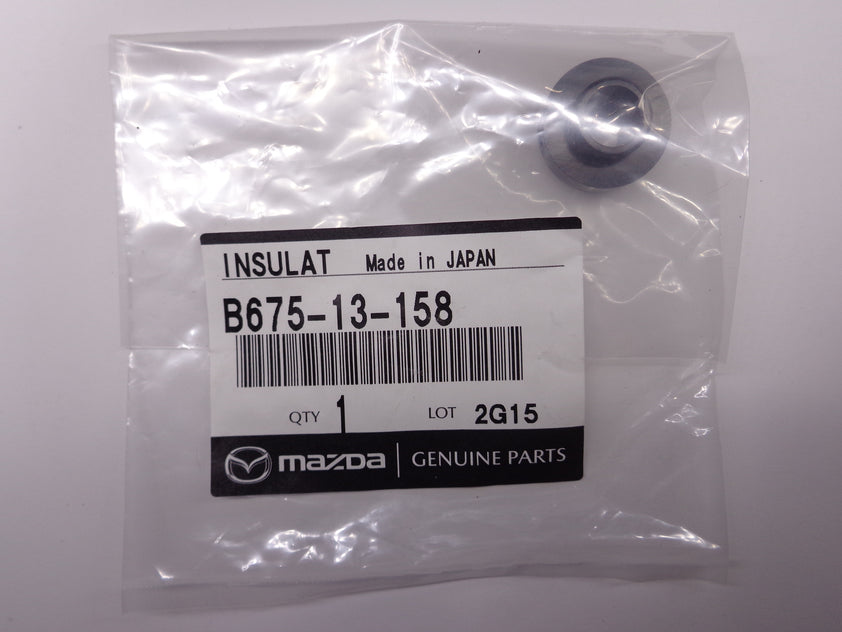 INSULAT Made in JAPAN
B675-13-158
QTY 1 LOT 2G15
mazda GENUINE PARTS